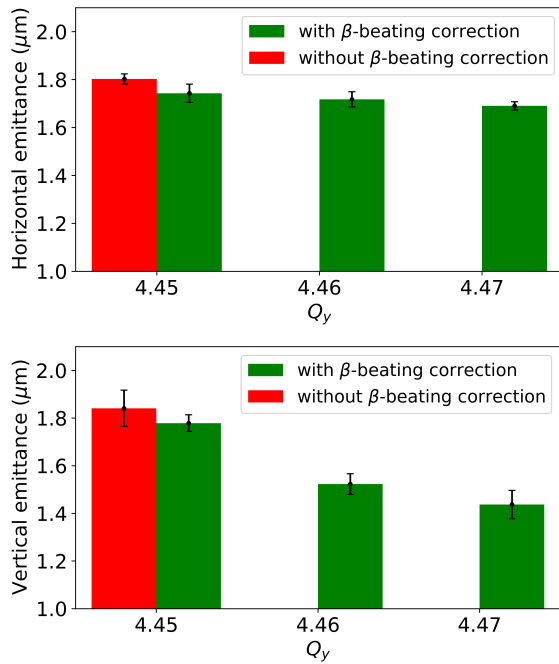 Horizontal emittance (μm)
2.0
1.8
1.6
1.4
1.2
1.0
with β-beating correction
without β-beating correction
4.45 4.46 4.47
Qy
Vertical emittance (μm)
2.0
1.8
1.6
1.4
1.2
1.0
with β-beating correction
without β-beating correction
4.45 4.46 4.47
Qy